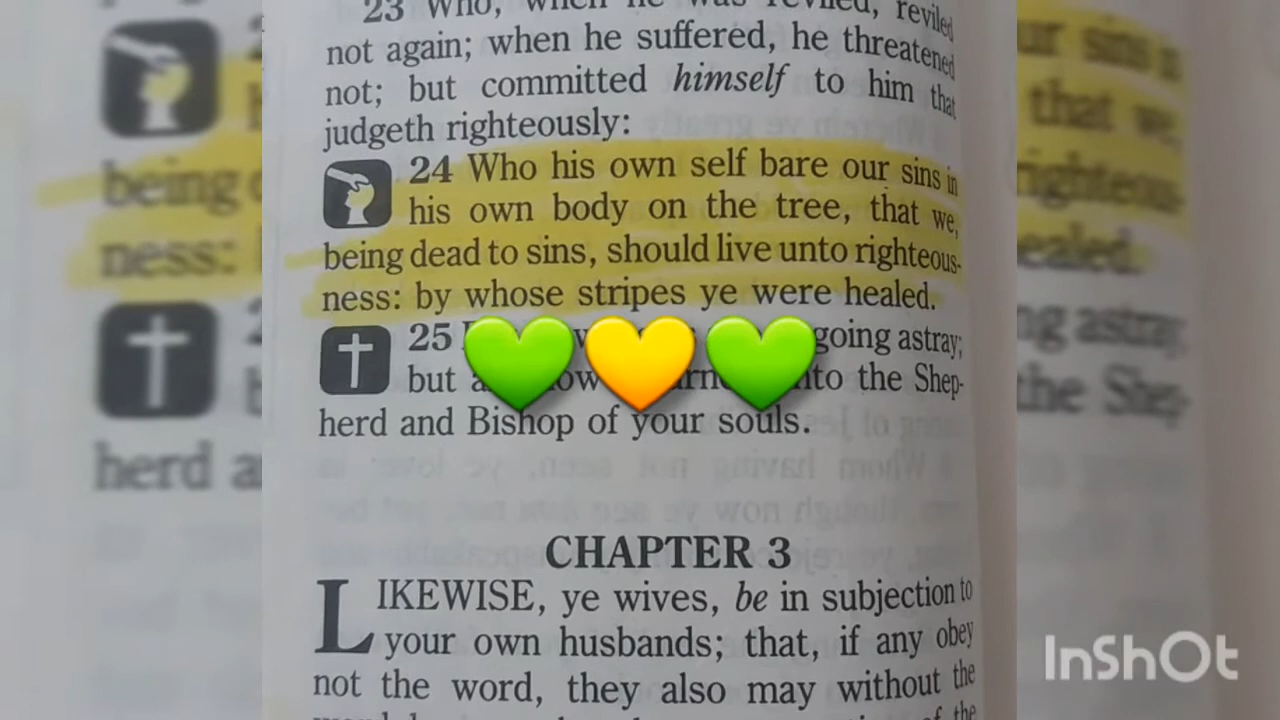 23 Who, when he was reviled, reviled
not again; when he suffered, he threatened
not; but committed himself to him that
judgeth righteously:
24 Who his own self bare our sins in
his own body on the tree, that we,
being dead to sins, should live unto righteous-
ness: by whose stripes ye were healed.
25 going astray;
but to the Shep-
herd and Bishop of your souls.
CHAPTER 3
LIKEWISE, ye wives, be in subjection to
your own husbands; that, if any obey
not the word, they also may without the
of the
InShOt